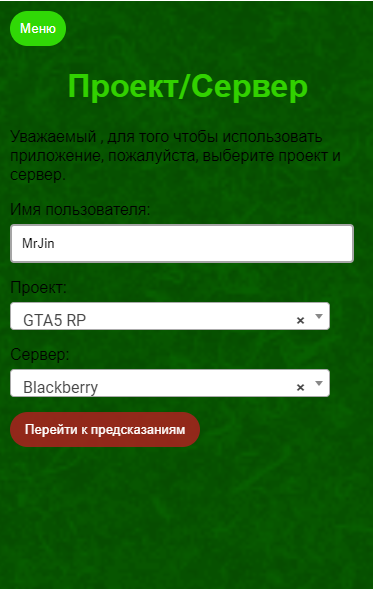 Меню
Проект/Сервер
Уважаемый , для того чтобы использовать
приложение, пожалуйста, выберите проект и
сервер.
Имя пользователя:
MrJin
Проект:
GTA5 RP ×
Сервер:
Blackberry ×
Перейти к предсказаниям